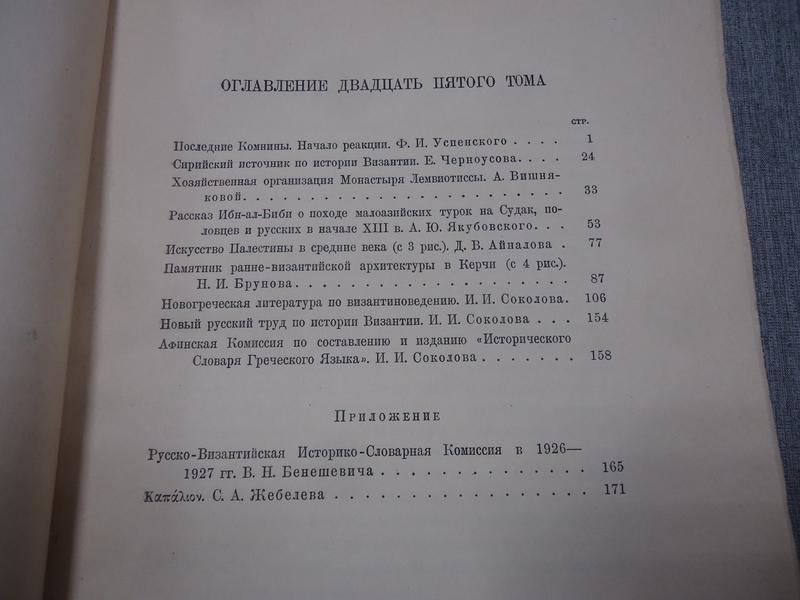 ОГЛАВЛЕНИЕ ДВАДЦАТЬ ПЯТОГО ТОМА
СТР.
Последние Комнины. Начало реакции. Ф. И. Успенского . . . . 1
Сирийский источник по истории Византии. Е. Черноусова. . . . 24
Хозяйственная организация Монастыря Лемвиотиссы. А. Вишня-
ковой. . . . . . . . . . . . . . . . . . . . . . . . 33
Рассказ Ибн-ал-Биби о походе малоазийских турок на Судак, по-
ловцев и русских в начале XIII в. А. Ю. Якубовского. . . 53
Искусство Палестины в средние века (с 3 рис.). Д. В. Айналова . 77
Памятник ранне-византийской архитектуры в Керчи (с 4 рис.).
Н. И. Брунова. . . . . . . . . . . . . . . . . . . . 87
Новогреческая литература по византиноведению. И. И. Соколова. 106
Новый русский труд по истории Византии. И. И. Соколова . . . 154
Афинская Комиссия по составлению и изданию «Исторического
Словаря Греческого Языка». И. И. Соколова . . . . . . . 158
Приложение
Русско-Византийская Историко-Словарная Комиссия в 1926—
1927 гг. В. Н. Бенешевича . . . . . . . . . . . . . 165
Καπάλιον. С. А. Жебелева . . . . . . . . . . . . . . . . 171